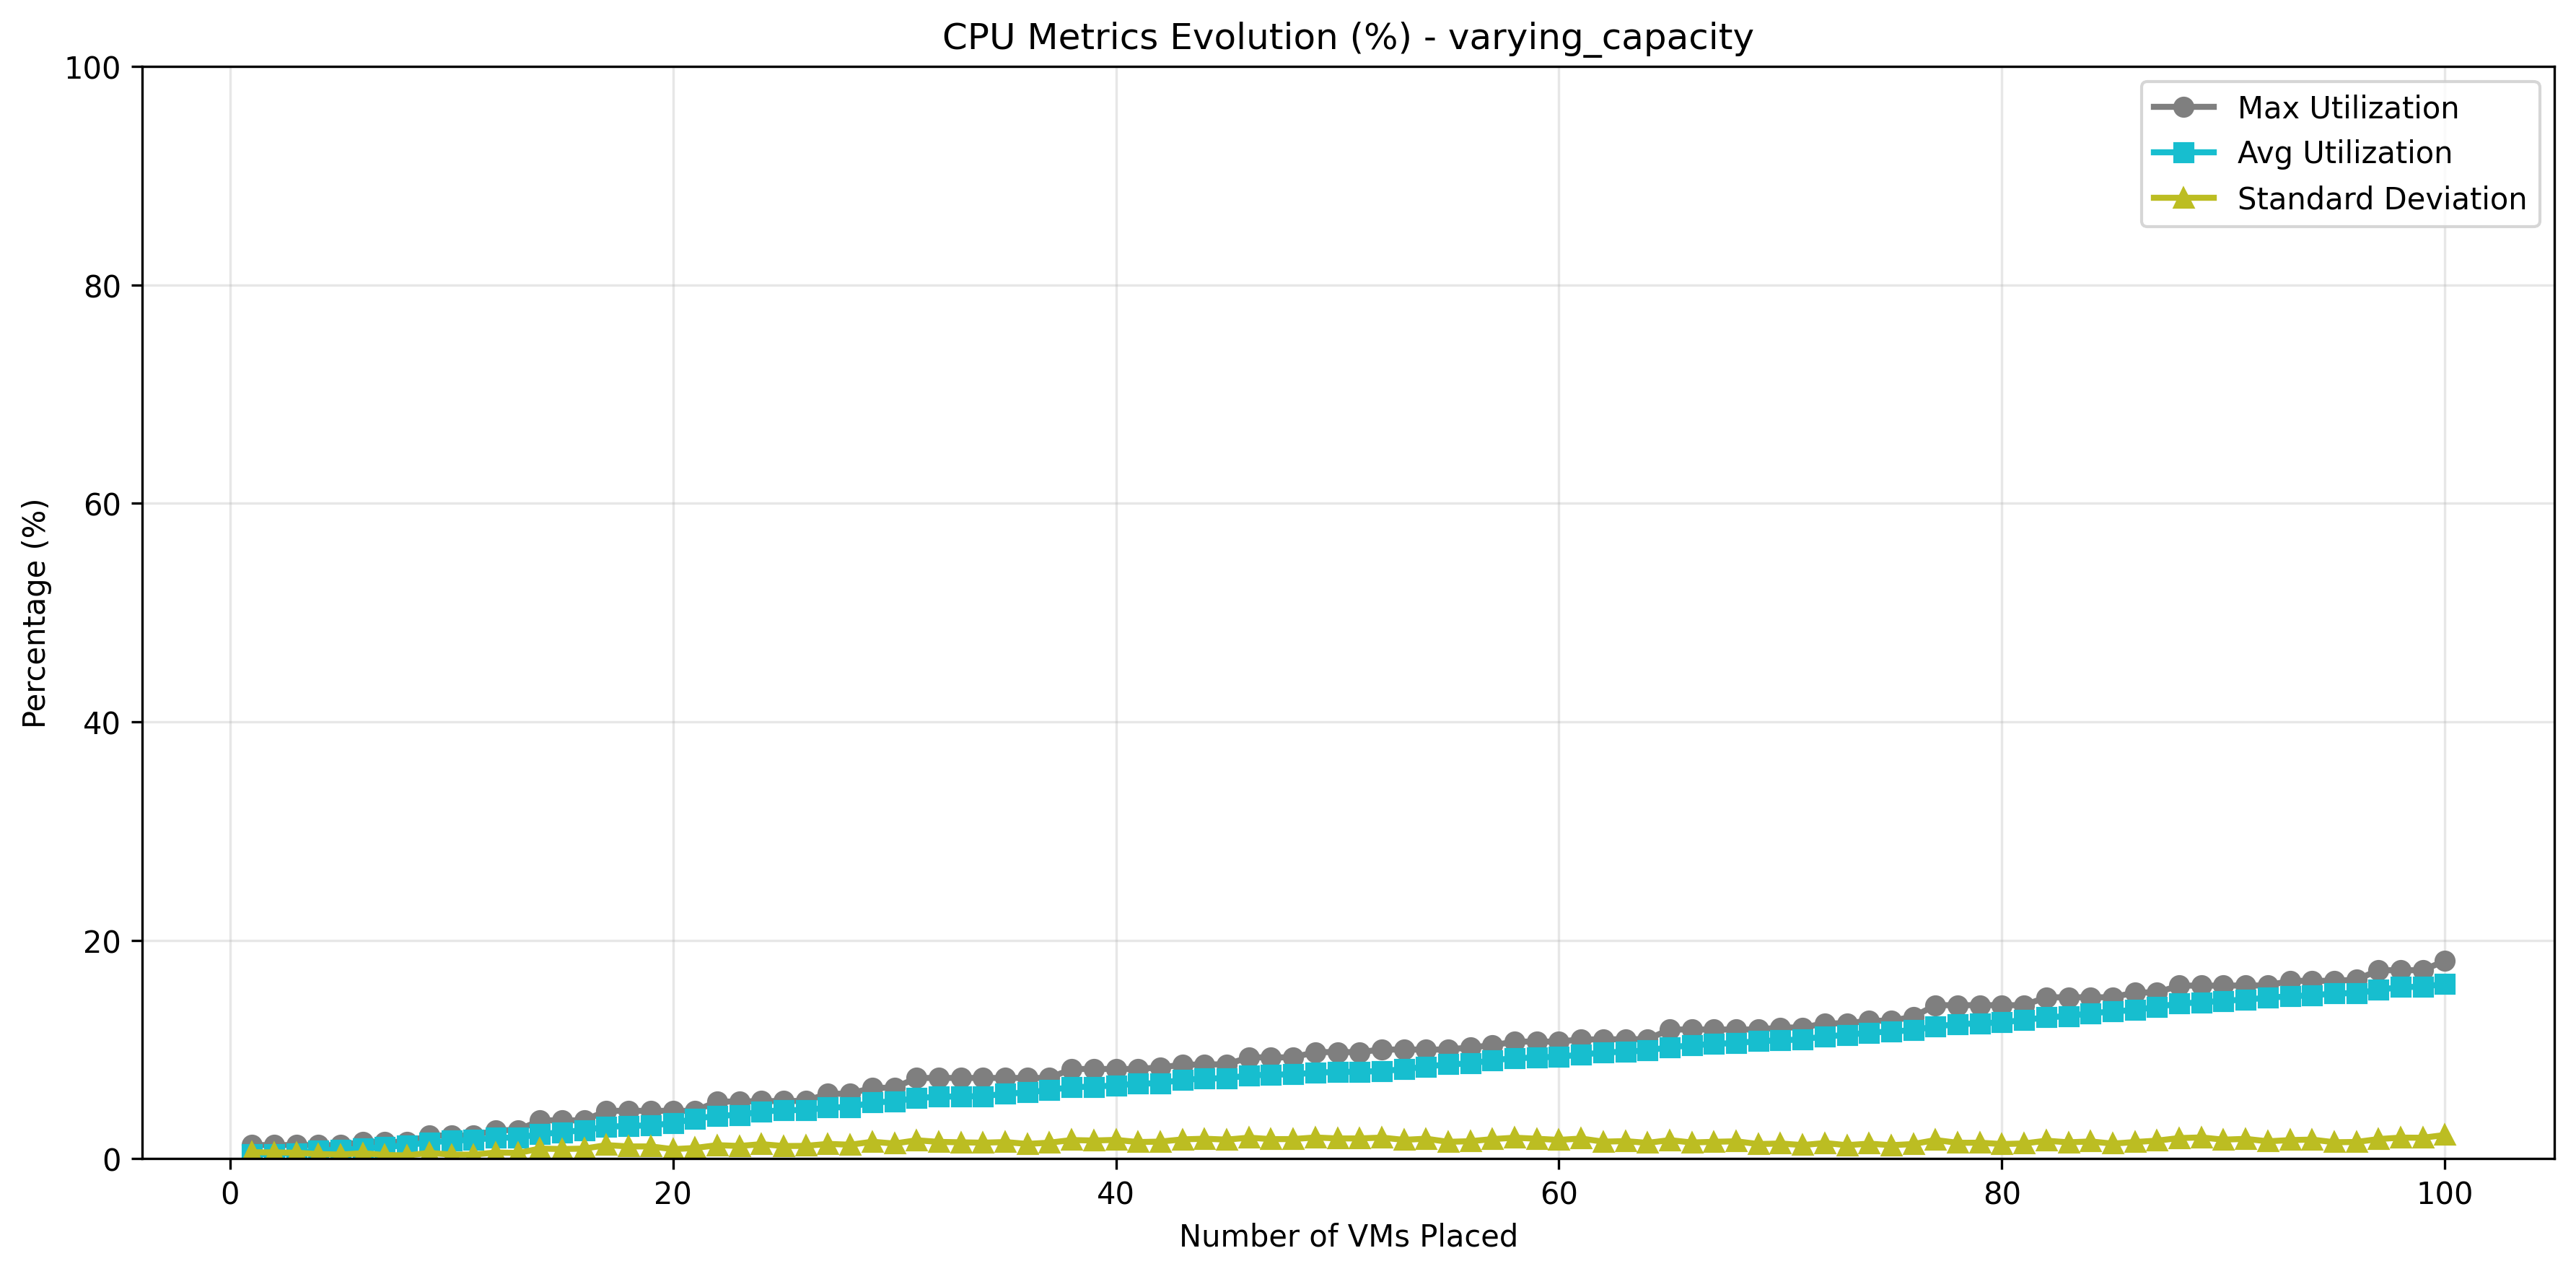 CPU Metrics Evolution (%) - varying_capacity
100
80
60
40
20
0
Percentage (%)
Max Utilization
Avg Utilization
Standard Deviation
0 20 40 60 80 100
Number of VMs Placed